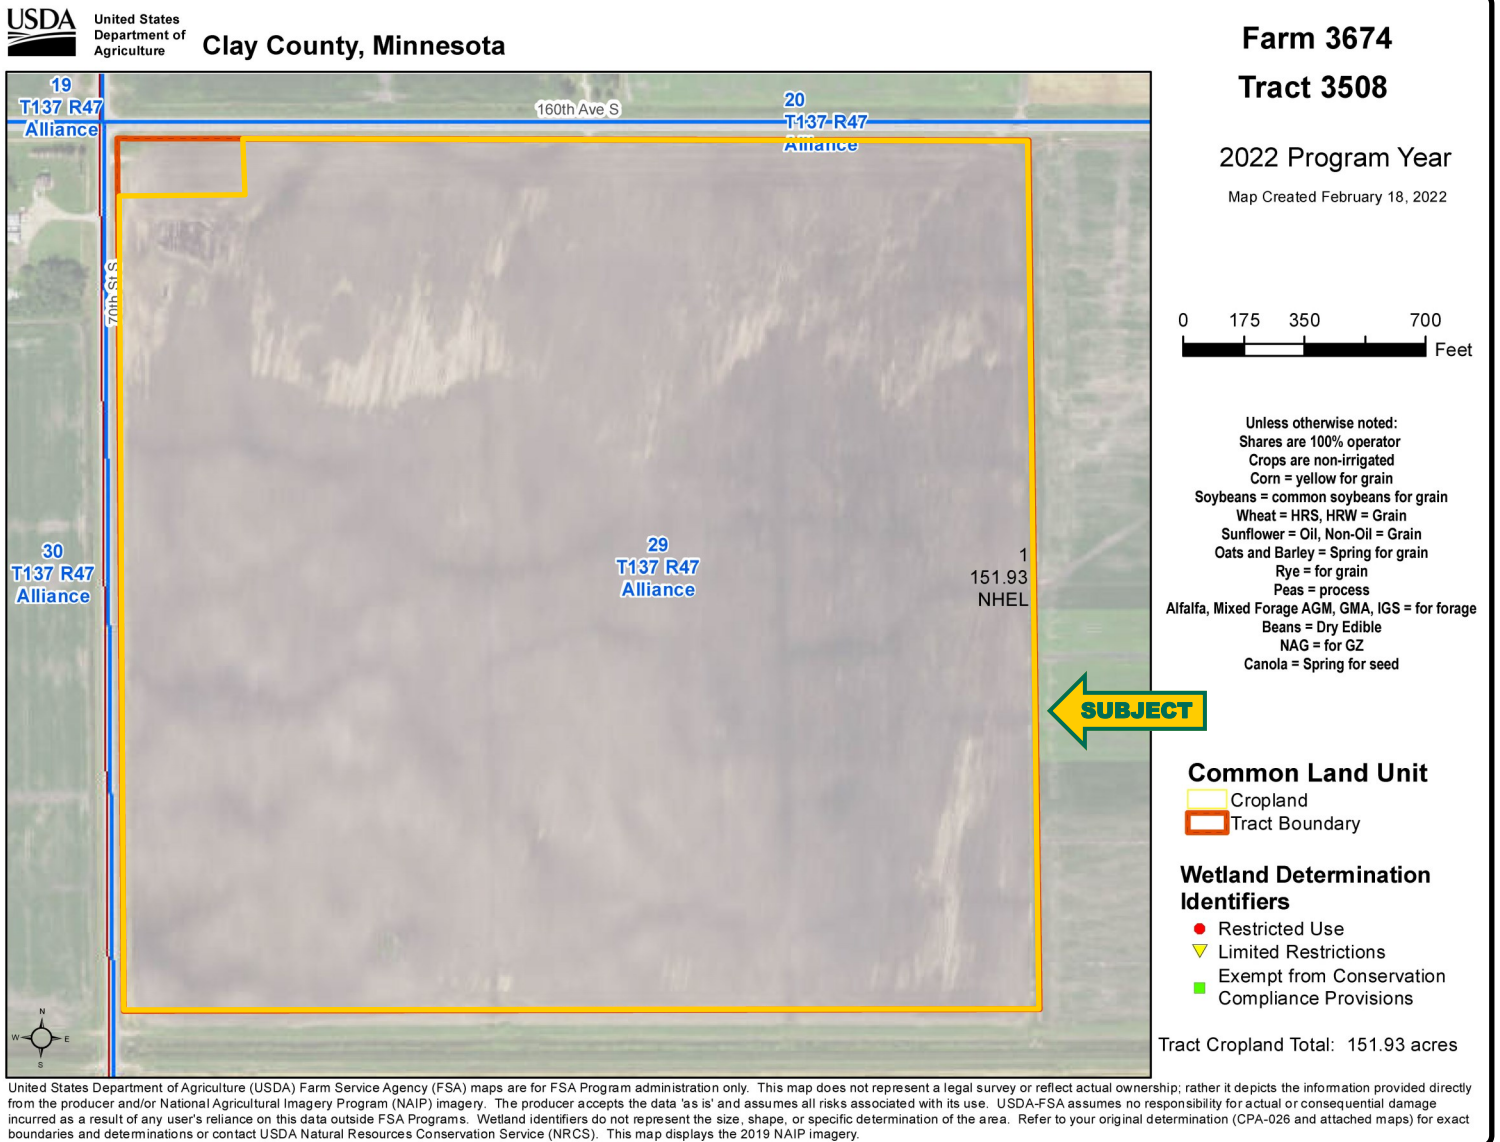 USDA
United States
Department of
Agriculture
Clay County, Minnesota
Farm 3674
Tract 3508
2022 Program Year
Map Created February 18, 2022
19
T137 R47
Alliance
160th Ave S
20
T137 R47
Alliance
70th St S
30
T137 R47
Alliance
29
T137 R47
Alliance
1
151.93
NHEL
SUBJECT
N
W
E
S
0 175 350 700
Feet
Unless otherwise noted:
Shares are 100% operator
Crops are non-irrigated
Corn = yellow for grain
Soybeans = common soybeans for grain
Wheat = HRS, HRW = Grain
Sunflower = Oil, Non-Oil = Grain
Oats and Barley = Spring for grain
Rye = for grain
Peas = process
Alfalfa, Mixed Forage AGM, GMA, IGS = for forage
Beans = Dry Edible
NAG = for GZ
Canola = Spring for seed
Common Land Unit
Cropland
Tract Boundary
Wetland Determination
Identifiers
Restricted Use
Limited Restrictions
Exempt from Conservation
Compliance Provisions
Tract Cropland Total: 151.93 acres
United States Department of Agriculture (USDA) Farm Service Agency (FSA) maps are for FSA Program administration only. This map does not represent a legal survey or reflect actual ownership; rather it depicts the information provided directly
from the producer and/or National Agricultural Imagery Program (NAIP) imagery. The producer accepts the data 'as is' and assumes all risks associated with its use. USDA-FSA assumes no responsibility for actual or consequential damage
incurred as a result of any user's reliance on this data outside FSA Programs. Wetland identifiers do not represent the size, shape, or specific determination of the area. Refer to your original determination (CPA-026 and attached maps) for exact
boundaries and determinations or contact USDA Natural Resources Conservation Service (NRCS). This map displays the 2019 NAIP imagery.